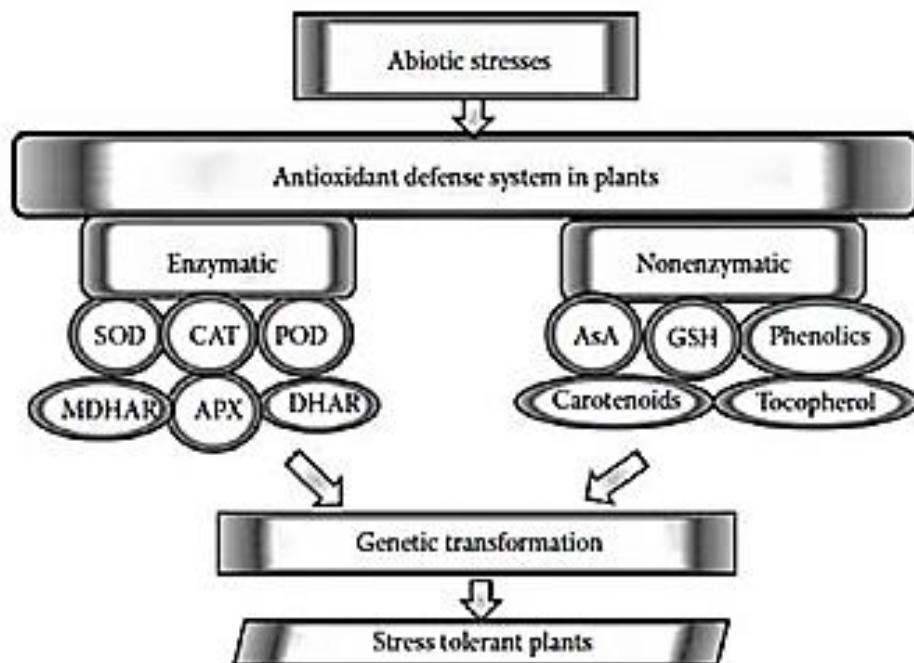 Abiotic stresses
Antioxidant defense system in plants
Enzymatic
Nonenzymatic
SOD CAT POD
AsA GSH Phenolics
MDHAR APX DHAR
Carotenoids Tocopherol
Genetic transformation
Stress tolerant plants